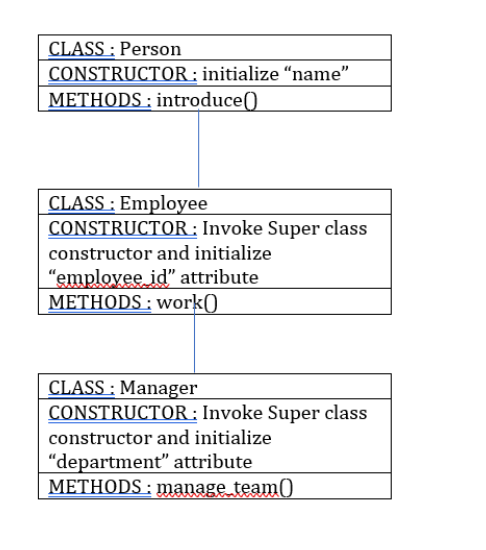 CLASS : Person
CONSTRUCTOR : initialize “name”
METHODS : introduce()
CLASS : Employee
CONSTRUCTOR : Invoke Super class
constructor and initialize
“employee_id” attribute
METHODS : work()
CLASS : Manager
CONSTRUCTOR : Invoke Super class
constructor and initialize
“department” attribute
METHODS : manage_team()